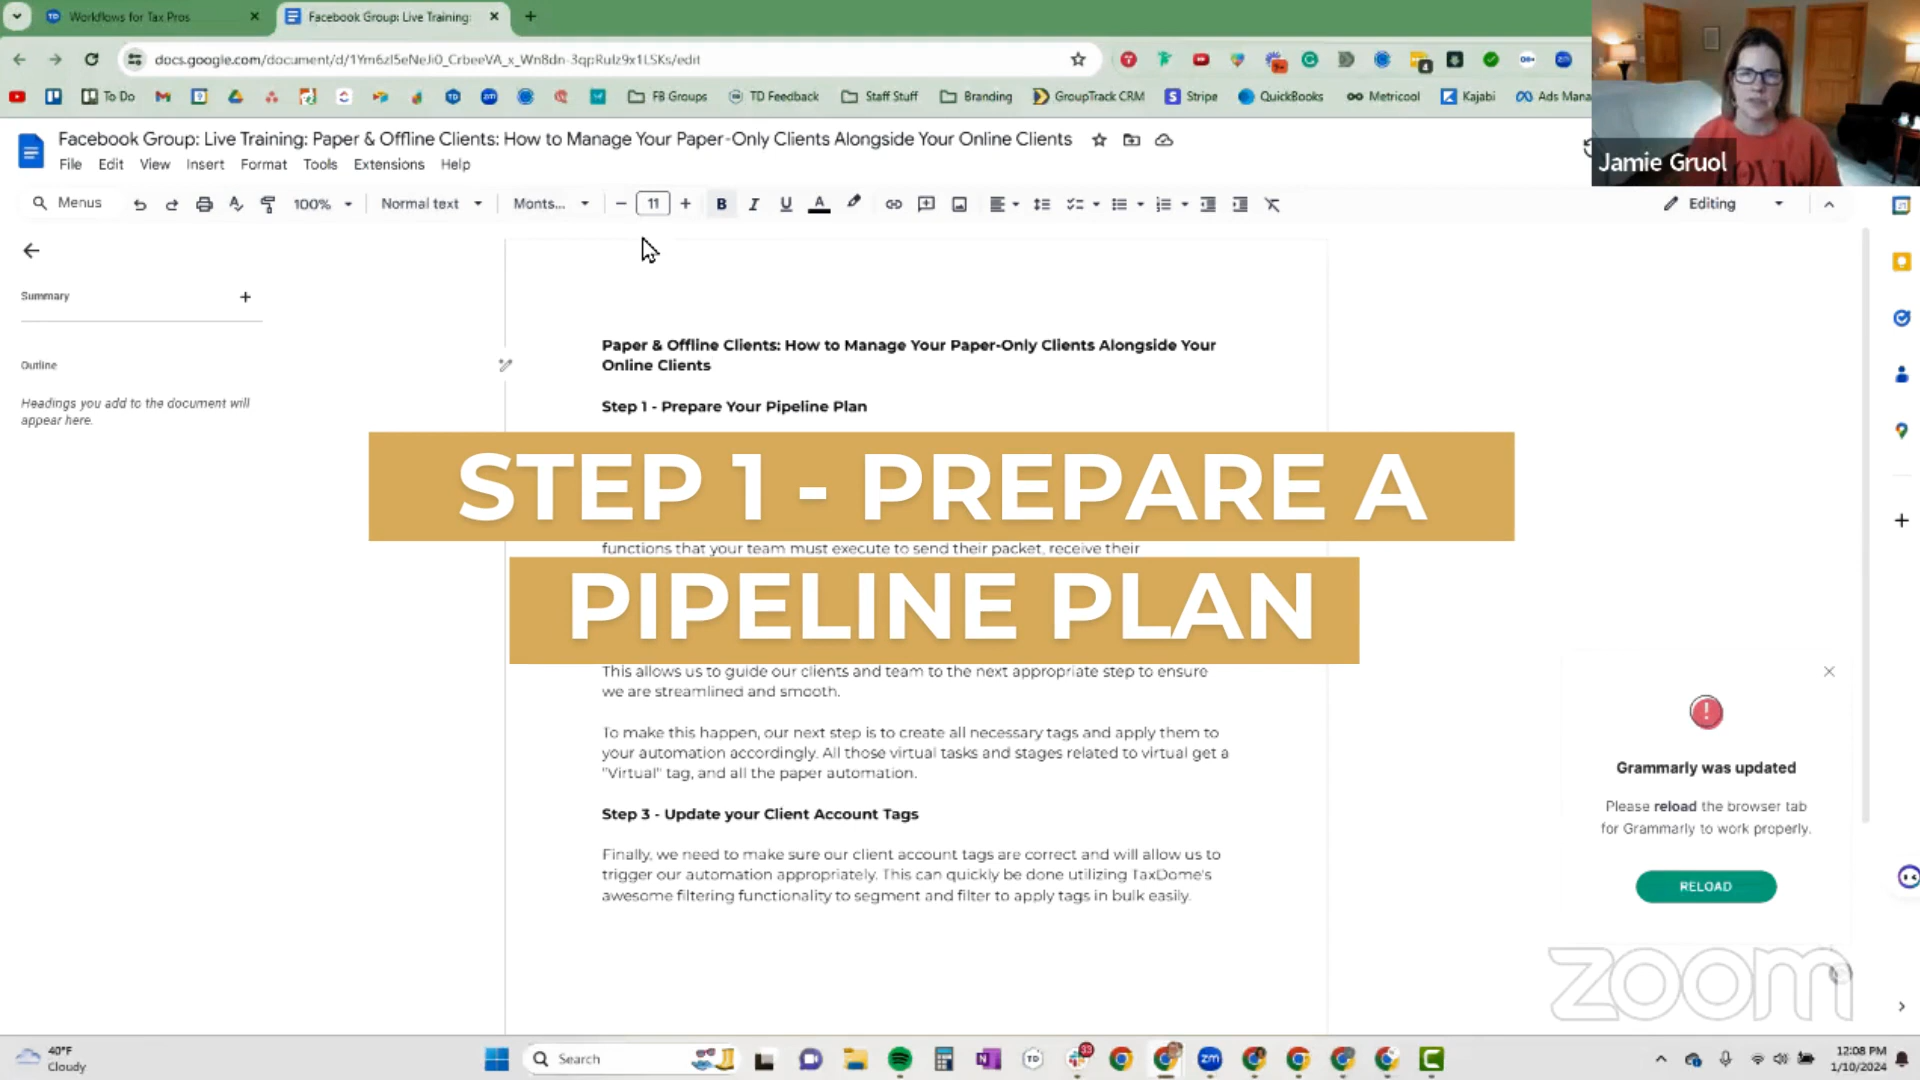 Workflows for Tax Pros
Facebook Group: Live Training:
docs.google.com/document/d/1Ym6zl5eNeJi0_CrbeeVA_x_Wn8dn-3qpRulz9x1LSKs/edit
To Do
FB Groups
TD Feedback
Staff Stuff
Branding
GroupTrack CRM
Stripe
QuickBooks
Metricool
Kajabi
Ads Mana
Facebook Group: Live Training: Paper & Offline Clients: How to Manage Your Paper-Only Clients Alongside Your Online Clients
File Edit View Insert Format Tools Extensions Help
Jamie Gruol
Menus
100%
Normal text
Monts...
11
Editing
Summary
Outline
Headings you add to the document will
appear here.
Paper & Offline Clients: How to Manage Your Paper-Only Clients Alongside Your
Online Clients
Step 1 - Prepare Your Pipeline Plan
STEP 1 - PREPARE A
functions that your team must execute to send their packet, receive their
PIPELINE PLAN
This allows us to guide our clients and team to the next appropriate step to ensure
we are streamlined and smooth.
To make this happen, our next step is to create all necessary tags and apply them to
your automation accordingly. All those virtual tasks and stages related to virtual get a
"Virtual" tag, and all the paper automation.
Step 3 - Update your Client Account Tags
Finally, we need to make sure our client account tags are correct and will allow us to
trigger our automation appropriately. This can quickly be done utilizing TaxDome's
awesome filtering functionality to segment and filter to apply tags in bulk easily.
Grammarly was updated
Please reload the browser tab
for Grammarly to work properly.
RELOAD
zoom
40°F
Cloudy
Search
33
12:08 PM
1/10/2024